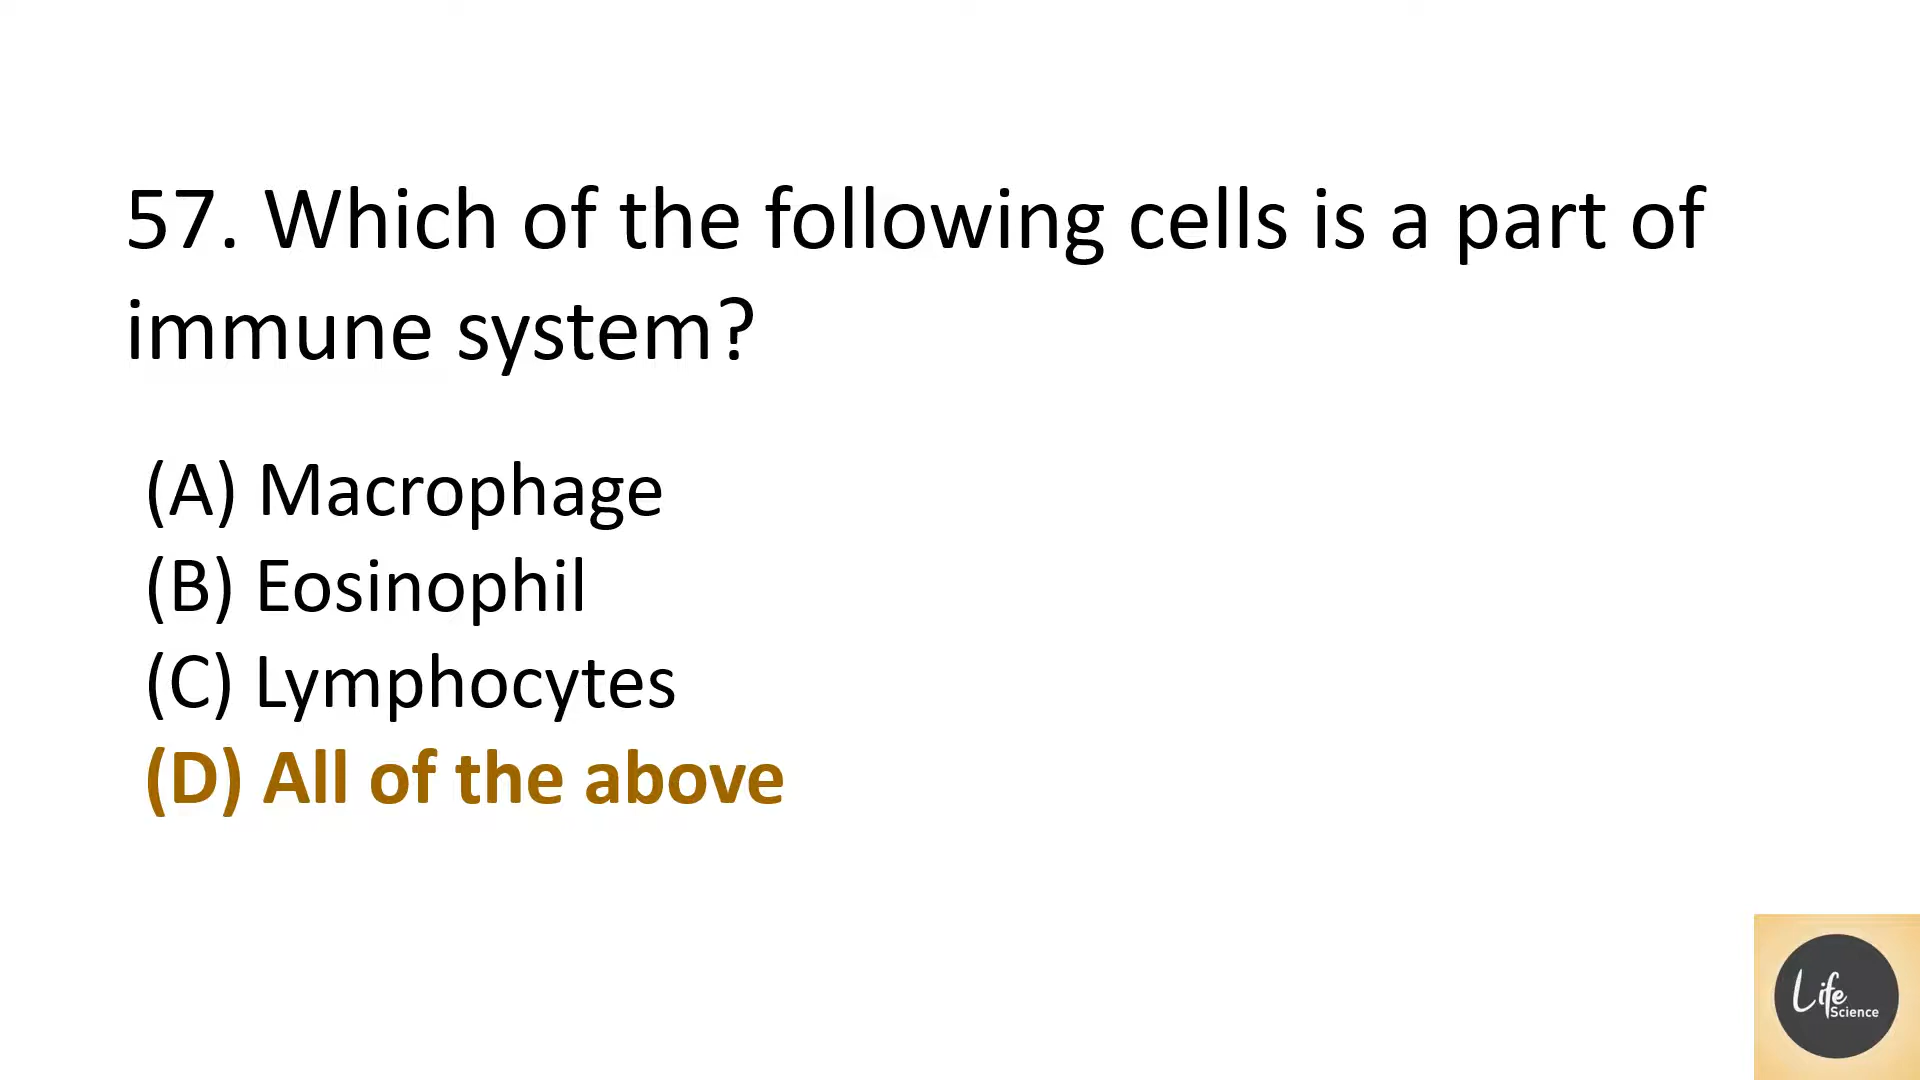 57. Which of the following cells is a part of
immune system?
(A) Macrophage
(B) Eosinophil
(C) Lymphocytes
(D) All of the above
Life
Science